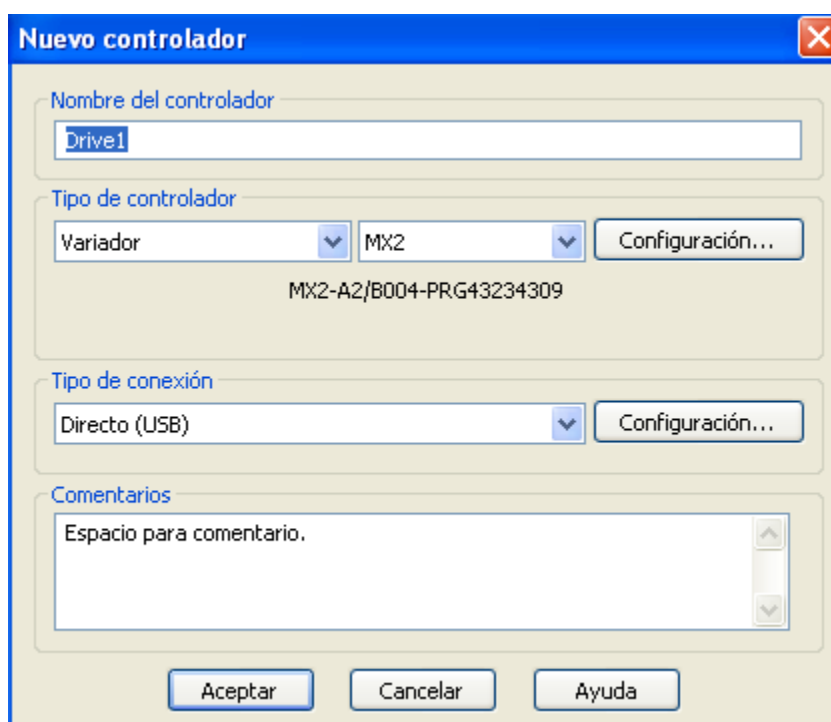 Nuevo controlador
Nombre del controlador
Drive1
Tipo de controlador
Variador MX2 Configuración...
MX2-A2/B004-PRG43234309
Tipo de conexión
Directo (USB) Configuración...
Comentarios
Espacio para comentario.
Aceptar Cancelar Ayuda